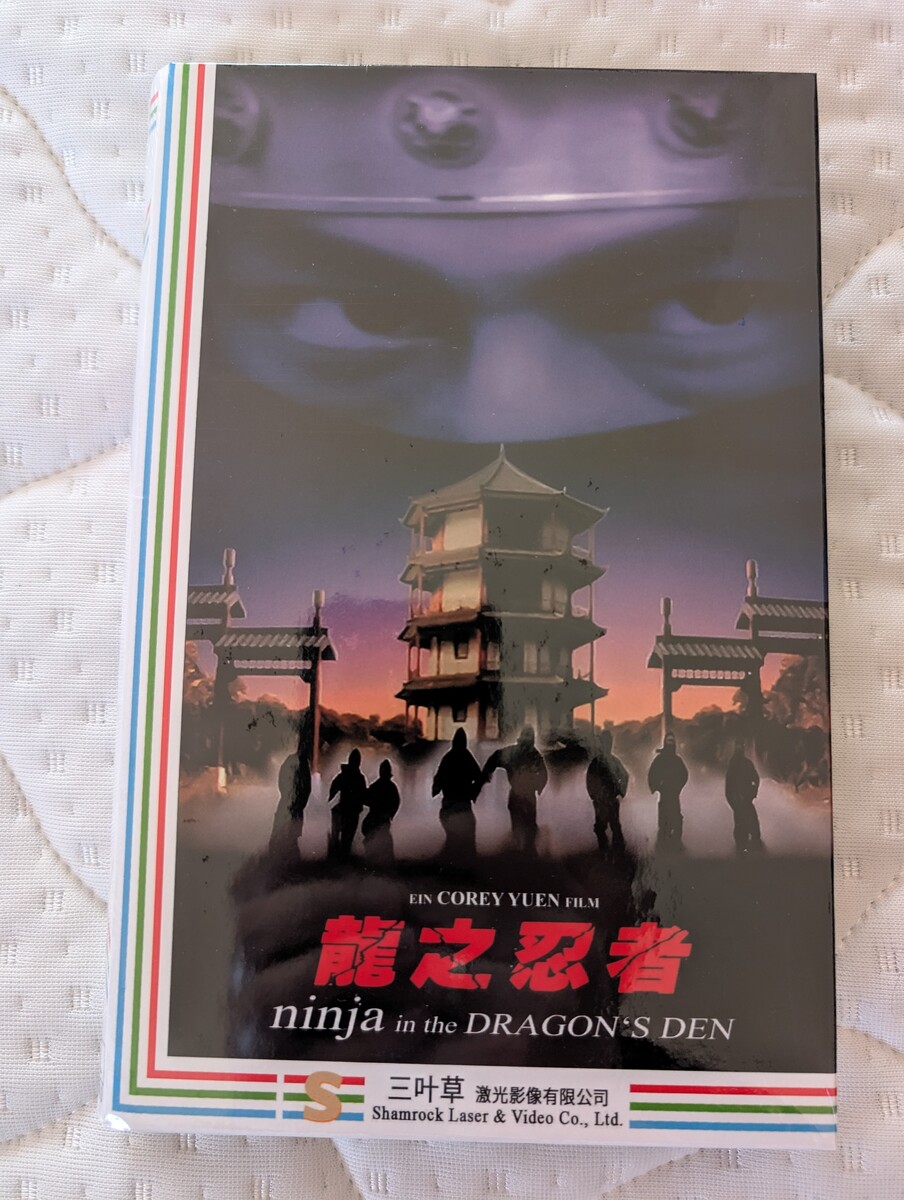 EIN COREY YUEN FILM
龍之忍者
ninja in the DRAGON‘S DEN
S
三叶草 激光影像有限公司
Shamrock Laser & Video Co., Ltd.